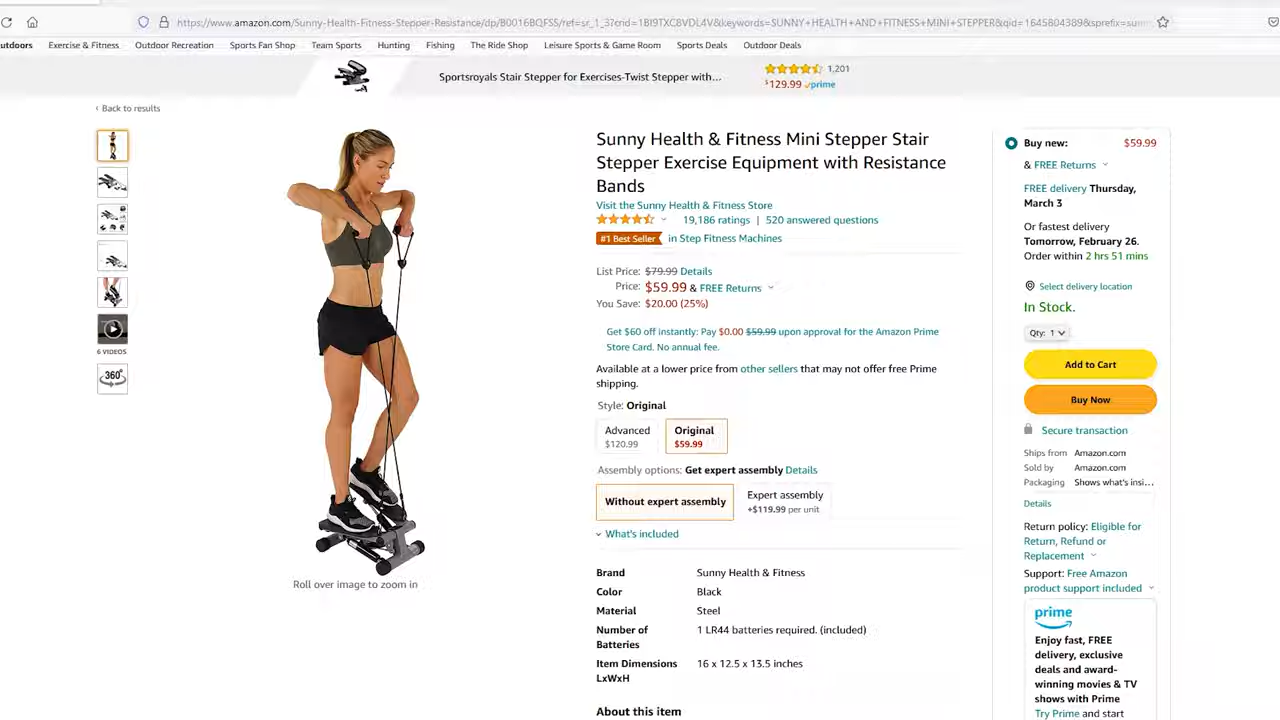 https://www.amazon.com/Sunny-Health-Fitness-Stepper-Resistance/dp/B0016BQFSS/ref=sr_1_3?crid=1BI9TXC8VDL4V&keywords=SUNNY+HEALTH+AND+FITNESS+MINI+STEPPER&qid=1645804389&sprefix=sun
utdoors Exercise & Fitness Outdoor Recreation Sports Fan Shop Team Sports Hunting Fishing The Ride Shop Leisure Sports & Game Room Sports Deals Outdoor Deals
Sportsroyals Stair Stepper for Exercises-Twist Stepper with…
1,201
$129.99 prime
‹ Back to results
6 VIDEOS
360°
Roll over image to zoom in
Sunny Health & Fitness Mini Stepper Stair
Stepper Exercise Equipment with Resistance
Bands
Visit the Sunny Health & Fitness Store
19,186 ratings | 520 answered questions
#1 Best Seller in Step Fitness Machines
List Price: $79.99 Details
Price: $59.99 & FREE Returns
You Save: $20.00 (25%)
Get $60 off instantly: Pay $0.00 $59.99 upon approval for the Amazon Prime
Store Card. No annual fee.
Available at a lower price from other sellers that may not offer free Prime
shipping.
Style: Original
Advanced
$120.99
Original
$59.99
Assembly options: Get expert assembly Details
Without expert assembly
Expert assembly
+$119.99 per unit
What's included
Brand Sunny Health & Fitness
Color Black
Material Steel
Number of 1 LR44 batteries required. (included)
Batteries
Item Dimensions 16 x 12.5 x 13.5 inches
LxWxH
About this item
Buy new: $59.99
& FREE Returns
FREE delivery Thursday,
March 3
Or fastest delivery
Tomorrow, February 26.
Order within 2 hrs 51 mins
Select delivery location
In Stock.
Qty: 1
Add to Cart
Buy Now
Secure transaction
Ships from Amazon.com
Sold by Amazon.com
Packaging Shows what's insi…
Details
Return policy: Eligible for
Return, Refund or
Replacement
Support: Free Amazon
product support included
prime
Enjoy fast, FREE
delivery, exclusive
deals and award-
winning movies & TV
shows with Prime
Try Prime and start